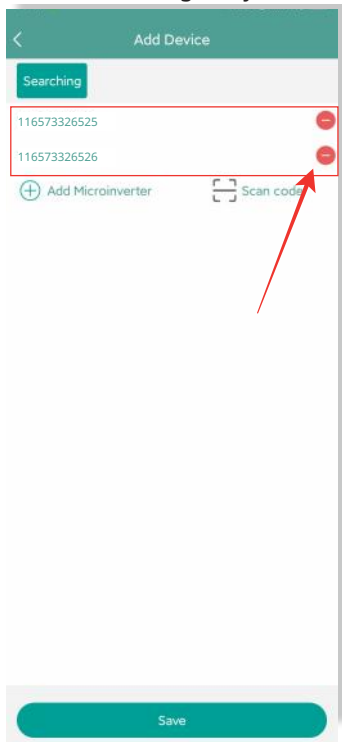 Add Device
Searching
116573326525
116573326526
Add Microinverter Scan code
Save